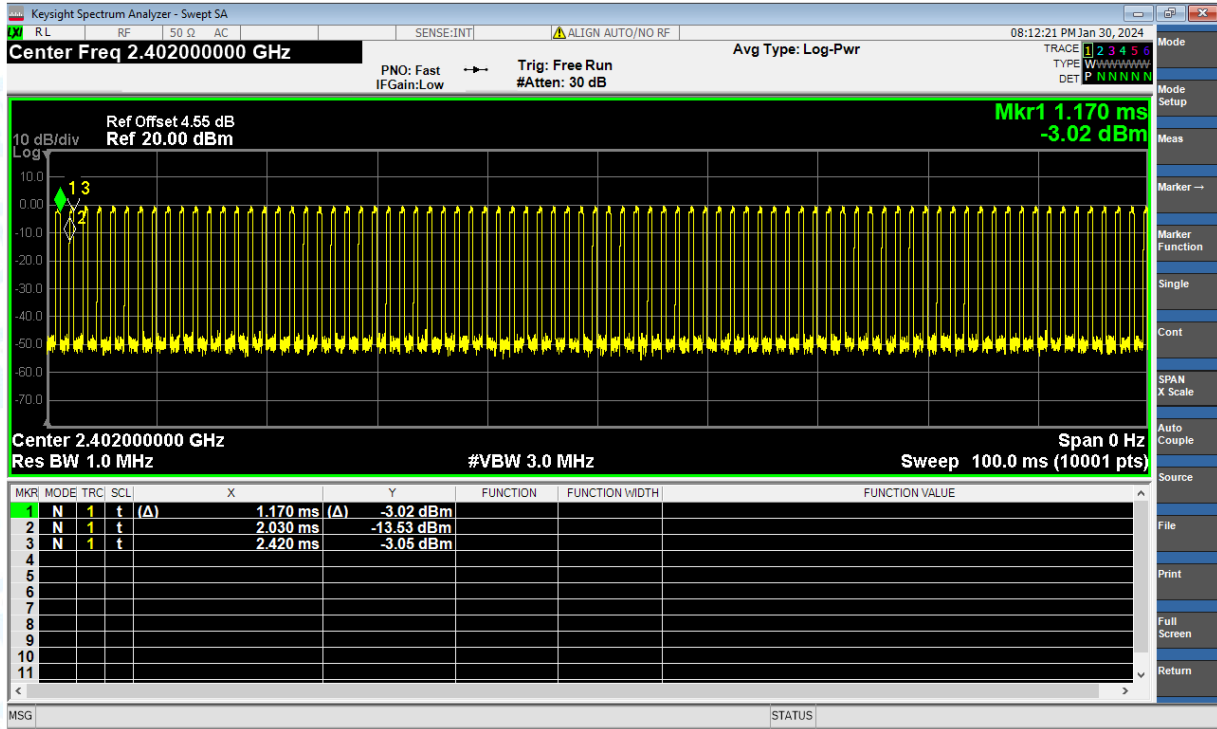 Keysight Spectrum Analyzer - Swept SA
LXI RL RF 50 Ω AC SENSE:INT ALIGN AUTO/NO RF 08:12:21 PM Jan 30, 2024
Center Freq 2.402000000 GHz
Avg Type: Log-Pwr
TRACE 1 2 3 4 5 6
PNO: Fast Trig: Free Run
TYPE WWWWWW
IFGain:Low #Atten: 30 dB
DET P N N N N N
Mkr1 1.170 ms
Ref Offset 4.55 dB
10 dB/div Ref 20.00 dBm -3.02 dBm
Log
10.0
1 3
0.00
2
-10.0
-20.0
-30.0
-40.0
-50.0
-60.0
-70.0
Center 2.402000000 GHz Span 0 Hz
Res BW 1.0 MHz #VBW 3.0 MHz Sweep 100.0 ms (10001 pts)
MKR MODE TRC SCL X Y FUNCTION FUNCTION WIDTH FUNCTION VALUE
1 N 1 t (Δ) 1.170 ms (Δ) -3.02 dBm
2 N 1 t 2.030 ms -13.53 dBm
3 N 1 t 2.420 ms -3.05 dBm
4
5
6
7
8
9
10
11
MSG STATUS
Mode
Mode
Setup
Meas
Marker→
Marker
Function
Single
Cont
SPAN
X Scale
Auto
Couple
Source
File
Print
Full
Screen
Return